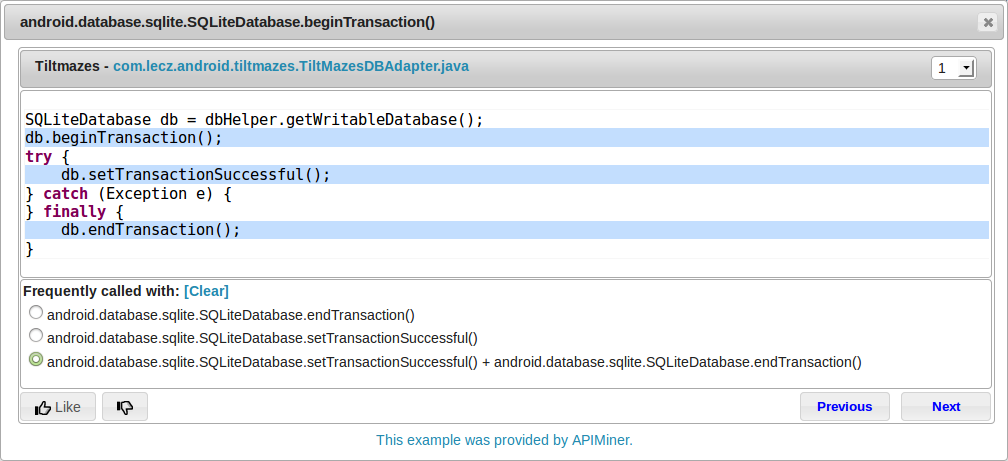 android.database.sqlite.SQLiteDatabase.beginTransaction()
Tiltmazes - com.lecz.android.tiltmazes.TiltMazesDBAdapter.java
1
SQLiteDatabase db = dbHelper.getWritableDatabase();
db.beginTransaction();
try {
    db.setTransactionSuccessful();
} catch (Exception e) {
} finally {
    db.endTransaction();
}
Frequently called with: [Clear]
android.database.sqlite.SQLiteDatabase.endTransaction()
android.database.sqlite.SQLiteDatabase.setTransactionSuccessful()
android.database.sqlite.SQLiteDatabase.setTransactionSuccessful() + android.database.sqlite.SQLiteDatabase.endTransaction()
Like Previous Next
This example was provided by APIMiner.